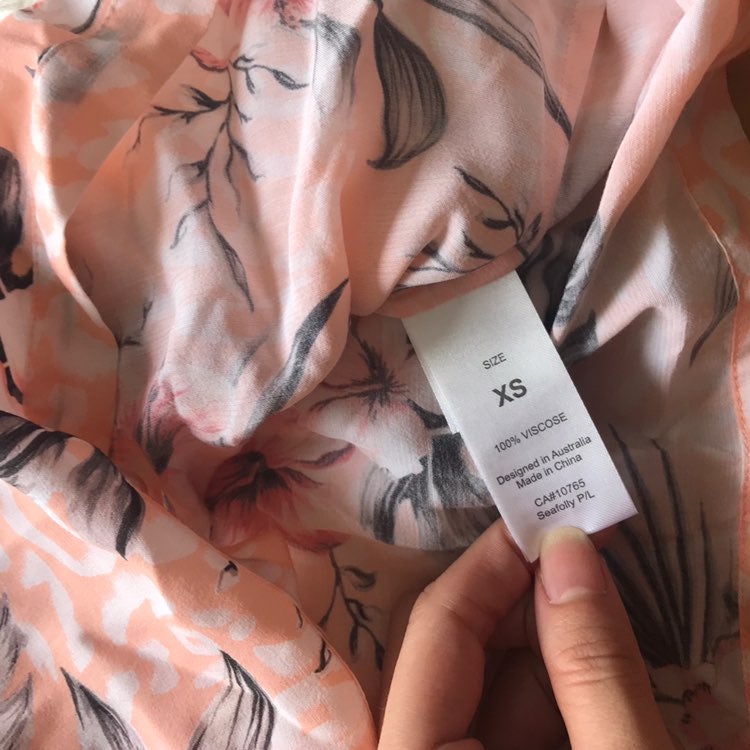 SIZE
XS
100% VISCOSE
Designed in Australia
Made in China
CA#10765
Seafolly P/L